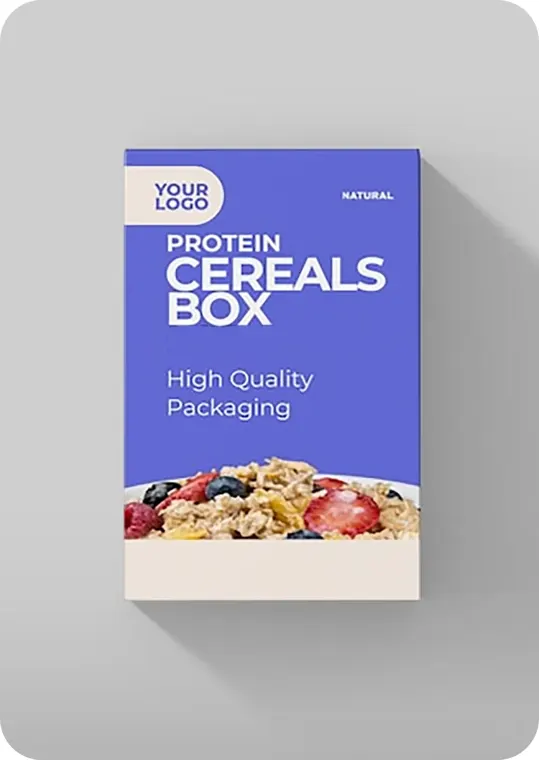 YOUR
LOGO
NATURAL
PROTEIN
CEREALS
BOX
High Quality
Packaging